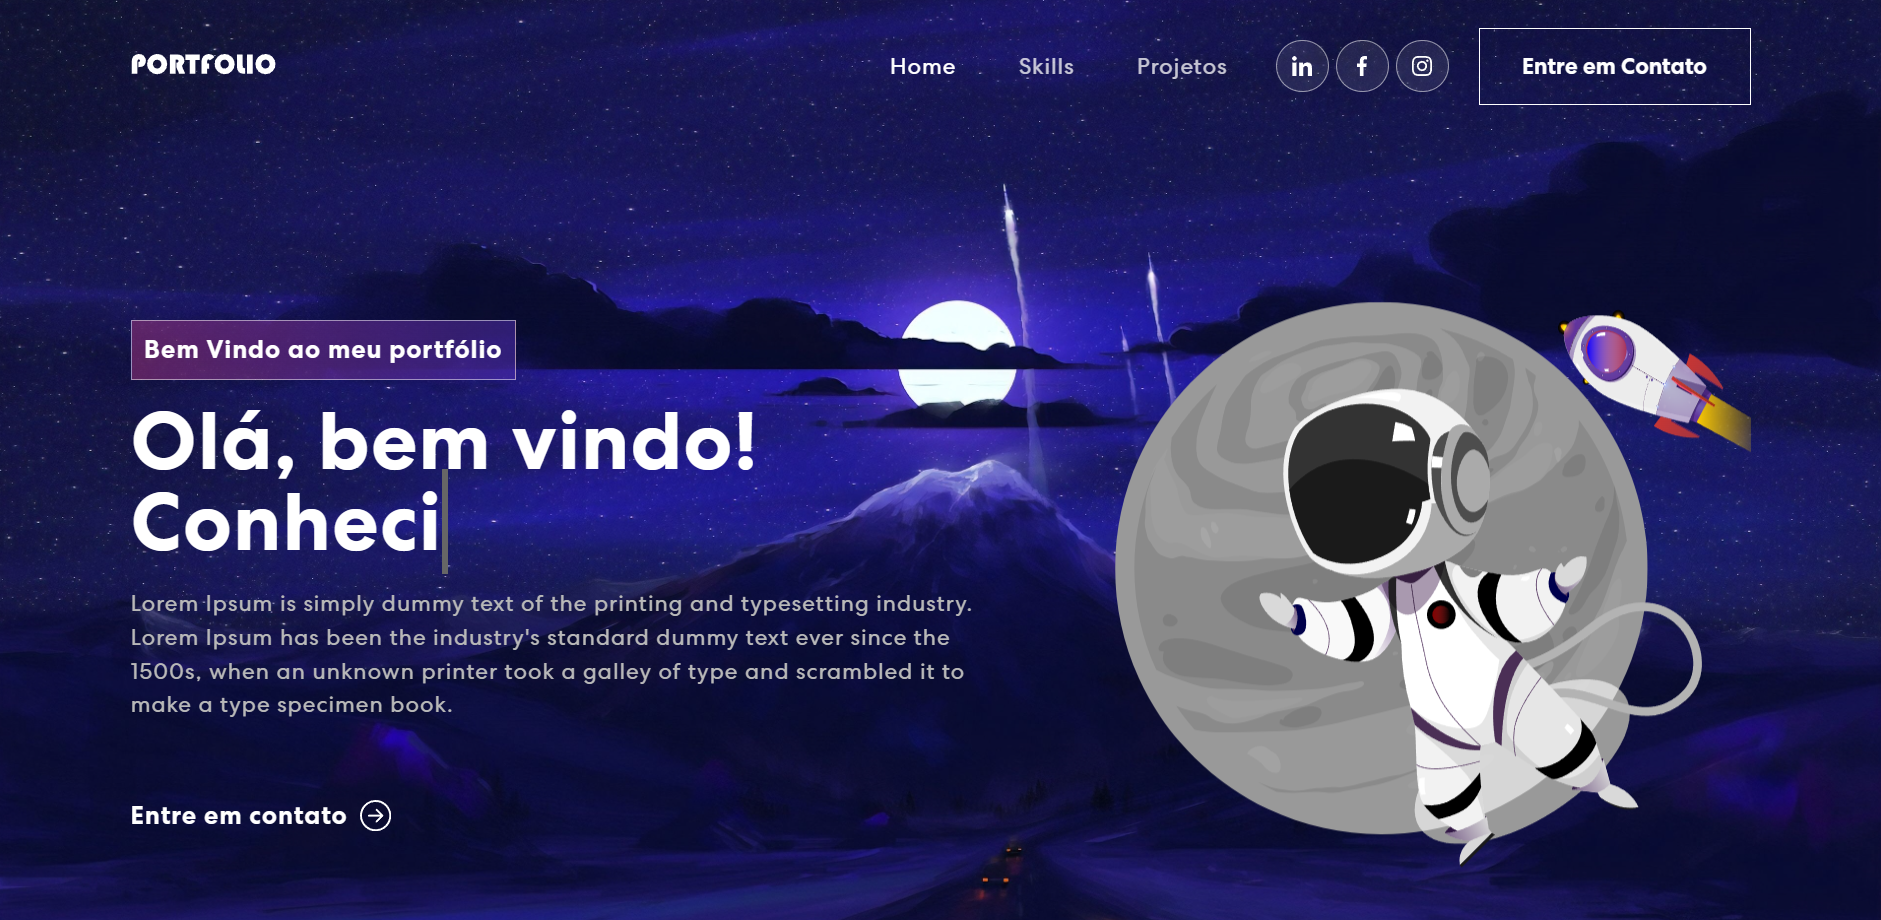 PORTFOLIO
Home
Skills
Projetos
in
f
Entre em Contato
Bem Vindo ao meu portfólio
Olá, bem vindo!
Conheci
Lorem Ipsum is simply dummy text of the printing and typesetting industry.
Lorem Ipsum has been the industry's standard dummy text ever since the
1500s, when an unknown printer took a galley of type and scrambled it to
make a type specimen book.
Entre em contato